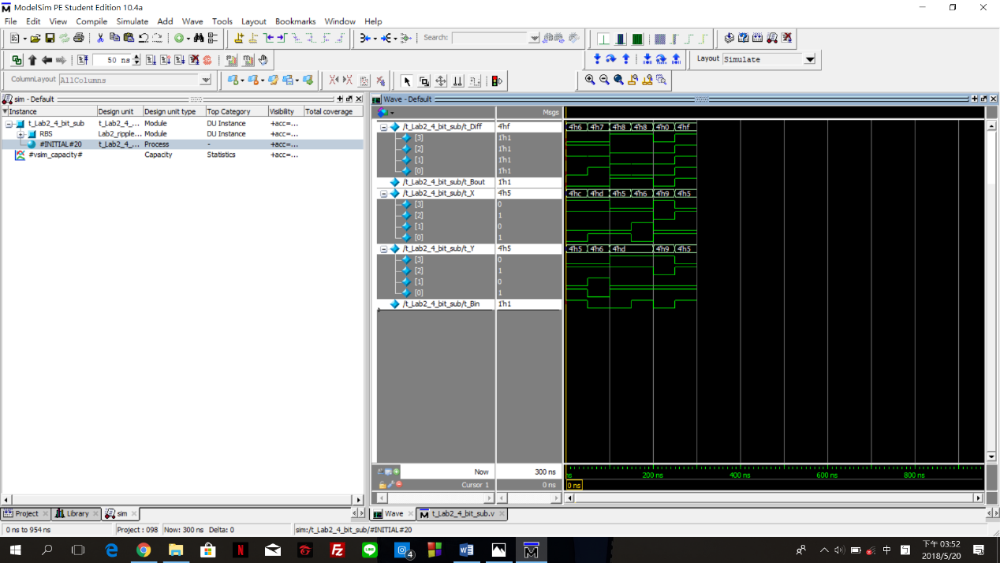 ModelSim PE Student Edition 10.4a
File Edit View Compile Simulate Add Wave Tools Layout Bookmarks Window Help
Search:
50 ns
Layout Simulate
ColumnLayout AllColumns
sim - Default
Instance Design unit Design unit type Top Category Visibility Total coverage
t_Lab2_4_bit_sub t_Lab2_4_... Module DU Instance +acc=...
RBS Lab2_ripple... Module DU Instance +acc=...
#INITIAL#20 t_Lab2_4_... Process - +acc=...
#vsim_capacity# Capacity Statistics +acc=...
Wave - Default
Msgs
/t_Lab2_4_bit_sub/t_Diff 4'hf 4'h6 4'h7 4'h8 4'h8 4'h0 4'hf
[3] 1'h1
[2] 1'h1
[1] 1'h1
[0] 1'h1
/t_Lab2_4_bit_sub/t_Bout 1'h1
/t_Lab2_4_bit_sub/t_X 4'h5 4'hc 4'hd 4'h5 4'h6 4'h9 4'h5
[3] 0
[2] 1
[1] 0
[0] 1
/t_Lab2_4_bit_sub/t_Y 4'h5 4'h5 4'h6 4'hd 4'h9 4'h5
[3] 0
[2] 1
[1] 0
[0] 1
/t_Lab2_4_bit_sub/t_Bin 1'h1
Now 300 ns ns 200 ns 400 ns 600 ns 800 ns
Cursor 1 0 ns 0 ns
Project Library sim
Wave t_Lab2_4_bit_sub.v
0 ns to 954 ns Project : 098 Now: 300 ns Delta: 0 sim:/t_Lab2_4_bit_sub/#INITIAL#20
4 中 下午 03:52
2018/5/20